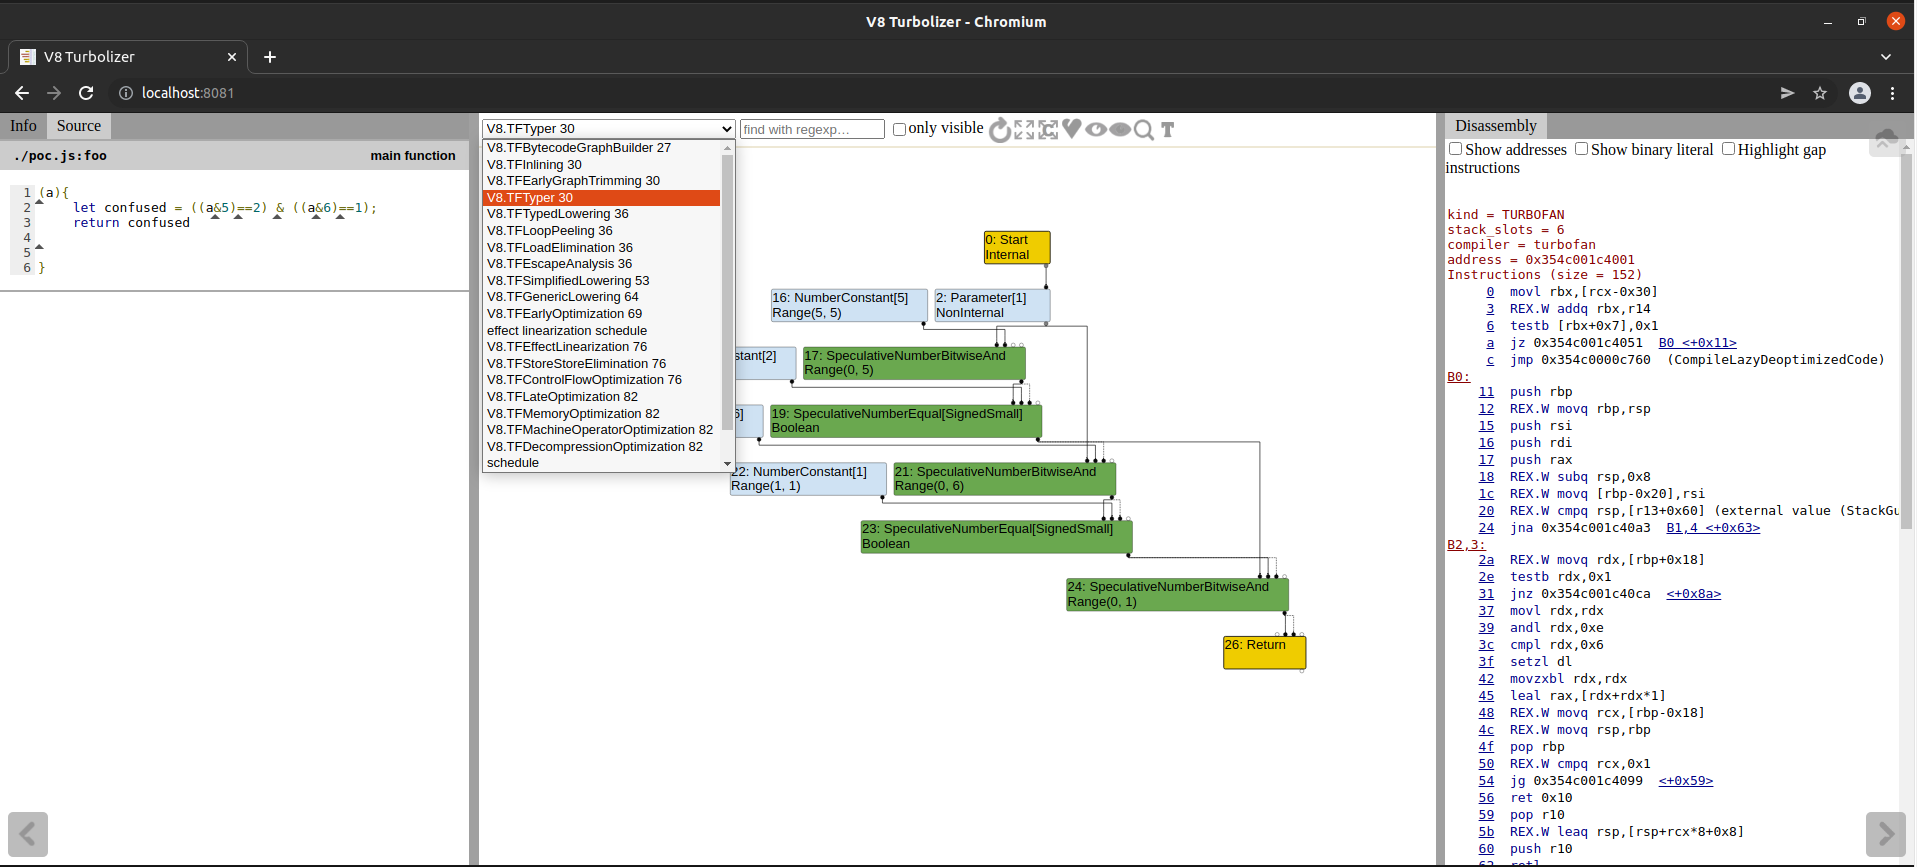 V8 Turbolizer - Chromium
V8 Turbolizer
localhost:8081
Info Source
./poc.js:foo main function
1 (a){
2 let confused = ((a&5)==2) & ((a&6)==1);
3 return confused
4
5
6 }
V8.TFTyper 30
find with regexp...
only visible
T
V8.TFBytecodeGraphBuilder 27
V8.TFInlining 30
V8.TFEarlyGraphTrimming 30
V8.TFTyper 30
V8.TFTypedLowering 36
V8.TFLoopPeeling 36
V8.TFLoadElimination 36
V8.TFEscapeAnalysis 36
V8.TFSimplifiedLowering 53
V8.TFGenericLowering 64
V8.TFEarlyOptimization 69
effect linearization schedule
V8.TFEffectLinearization 76
V8.TFStoreStoreElimination 76
V8.TFControlFlowOptimization 76
V8.TFLateOptimization 82
V8.TFMemoryOptimization 82
V8.TFMachineOperatorOptimization 82
V8.TFDecompressionOptimization 82
schedule
0: Start
Internal
16: NumberConstant[5]
Range(5, 5)
2: Parameter[1]
NonInternal
stant[2]
17: SpeculativeNumberBitwiseAnd
Range(0, 5)
6]
19: SpeculativeNumberEqual[SignedSmall]
Boolean
22: NumberConstant[1]
Range(1, 1)
21: SpeculativeNumberBitwiseAnd
Range(0, 6)
23: SpeculativeNumberEqual[SignedSmall]
Boolean
24: SpeculativeNumberBitwiseAnd
Range(0, 1)
26: Return
Disassembly
Show addresses Show binary literal Highlight gap
instructions
kind = TURBOFAN
stack_slots = 6
compiler = turbofan
address = 0x354c001c4001
Instructions (size = 152)
0 movl rbx,[rcx-0x30]
3 REX.W addq rbx,r14
6 testb [rbx+0x7],0x1
a jz 0x354c001c4051 B0 <+0x11>
c jmp 0x354c0000c760 (CompileLazyDeoptimizedCode)
B0:
11 push rbp
12 REX.W movq rbp,rsp
15 push rsi
16 push rdi
17 push rax
18 REX.W subq rsp,0x8
1c REX.W movq [rbp-0x20],rsi
20 REX.W cmpq rsp,[r13+0x60] (external value (StackGu
24 jna 0x354c001c40a3 B1,4 <+0x63>
B2,3:
2a REX.W movq rdx,[rbp+0x18]
2e testb rdx,0x1
31 jnz 0x354c001c40ca <+0x8a>
37 movl rdx,rdx
39 andl rdx,0xe
3c cmpl rdx,0x6
3f setzl dl
42 movzxbl rdx,rdx
45 leal rax,[rdx+rdx*1]
48 REX.W movq rcx,[rbp-0x18]
4c REX.W movq rsp,rbp
4f pop rbp
50 REX.W cmpq rcx,0x1
54 jg 0x354c001c4099 <+0x59>
56 ret 0x10
59 pop r10
5b REX.W leaq rsp,[rsp+rcx*8+0x8]
60 push r10